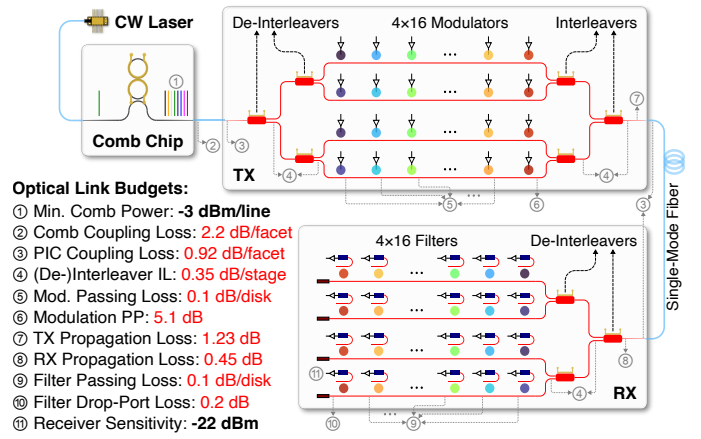 CW Laser
De-Interleavers
4×16 Modulators
Interleavers
①
...
⑦
...
Comb Chip
②
③
TX
④
...
④
...
⑤
⑥
③
Single-Mode Fiber
Optical Link Budgets:
① Min. Comb Power: -3 dBm/line
② Comb Coupling Loss: 2.2 dB/facet
③ PIC Coupling Loss: 0.92 dB/facet
④ (De-)Interleaver IL: 0.35 dB/stage
⑤ Mod. Passing Loss: 0.1 dB/disk
⑥ Modulation PP: 5.1 dB
⑦ TX Propagation Loss: 1.23 dB
⑧ RX Propagation Loss: 0.45 dB
⑨ Filter Passing Loss: 0.1 dB/disk
⑩ Filter Drop-Port Loss: 0.2 dB
⑪ Receiver Sensitivity: -22 dBm
4×16 Filters
De-Interleavers
...
...
⑧
⑪
④
RX
...
⑩
⑨